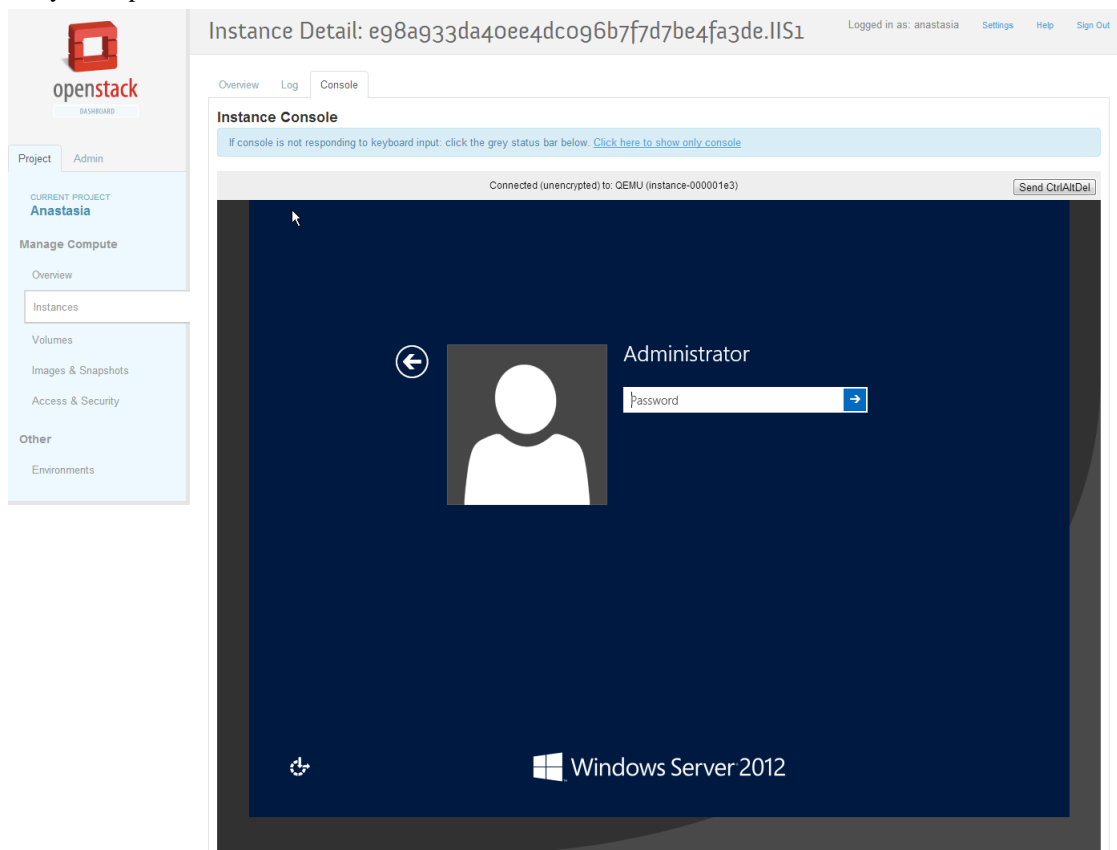 Instance Detail: e98a933da40ee4dc096b7f7d7be4fa3de.IIS1
Logged in as: anastasia Settings Help Sign Out
openstack
DASHBOARD
Project Admin
CURRENT PROJECT
Anastasia
Manage Compute
Overview
Instances
Volumes
Images & Snapshots
Access & Security
Other
Environments
Overview Log Console
Instance Console
If console is not responding to keyboard input: click the grey status bar below. Click here to show only console
Connected (unencrypted) to: QEMU (instance-000001e3)
Send CtrlAltDel
Administrator
Password
Windows Server 2012